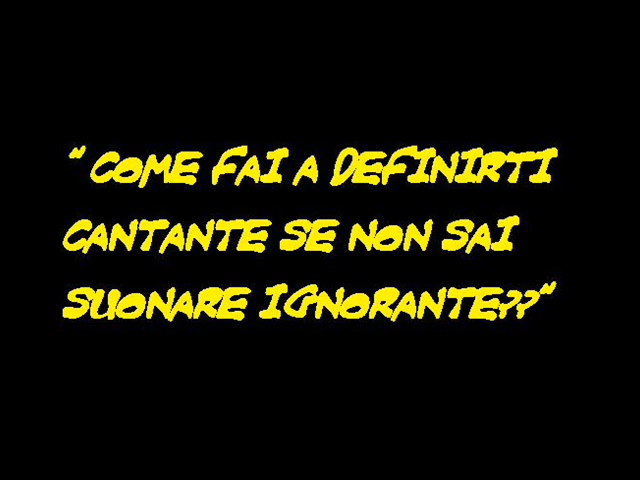 " COME FAI A DEFINIRTI
CANTANTE SE NON SAI
SUONARE IGNORANTE??"